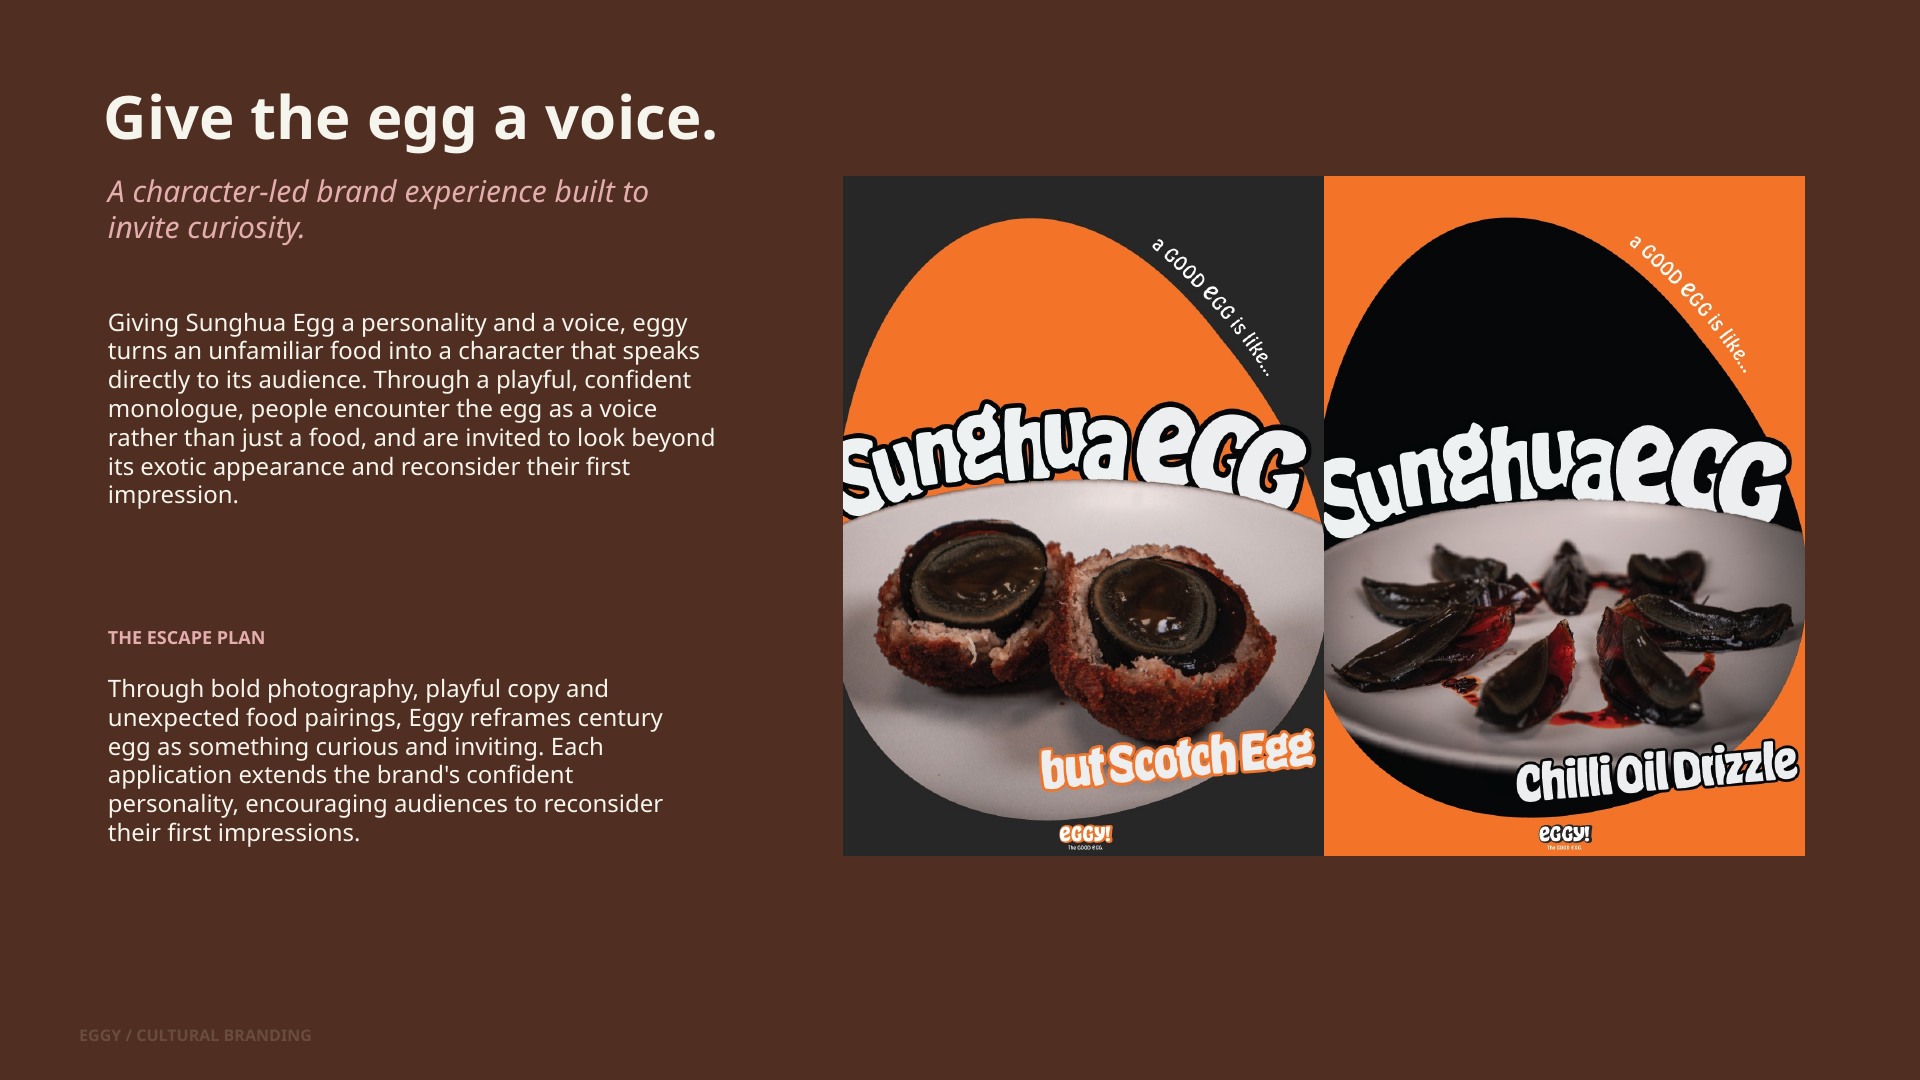 Give the egg a voice.
A character-led brand experience built to
invite curiosity.
Giving Sunghua Egg a personality and a voice, eggy
turns an unfamiliar food into a character that speaks
directly to its audience. Through a playful, confident
monologue, people encounter the egg as a voice
rather than just a food, and are invited to look beyond
its exotic appearance and reconsider their first
impression.
THE ESCAPE PLAN
Through bold photography, playful copy and
unexpected food pairings, Eggy reframes century
egg as something curious and inviting. Each
application extends the brand's confident
personality, encouraging audiences to reconsider
their first impressions.
a GOOD eGG is like...
Sunghua eGG
but Scotch Egg
eGGy!
The GOOD eGG.
a GOOD eGG is like...
Sunghua eGG
Chilli Oil Drizzle
eGGy!
The GOOD eGG.
EGGY / CULTURAL BRANDING